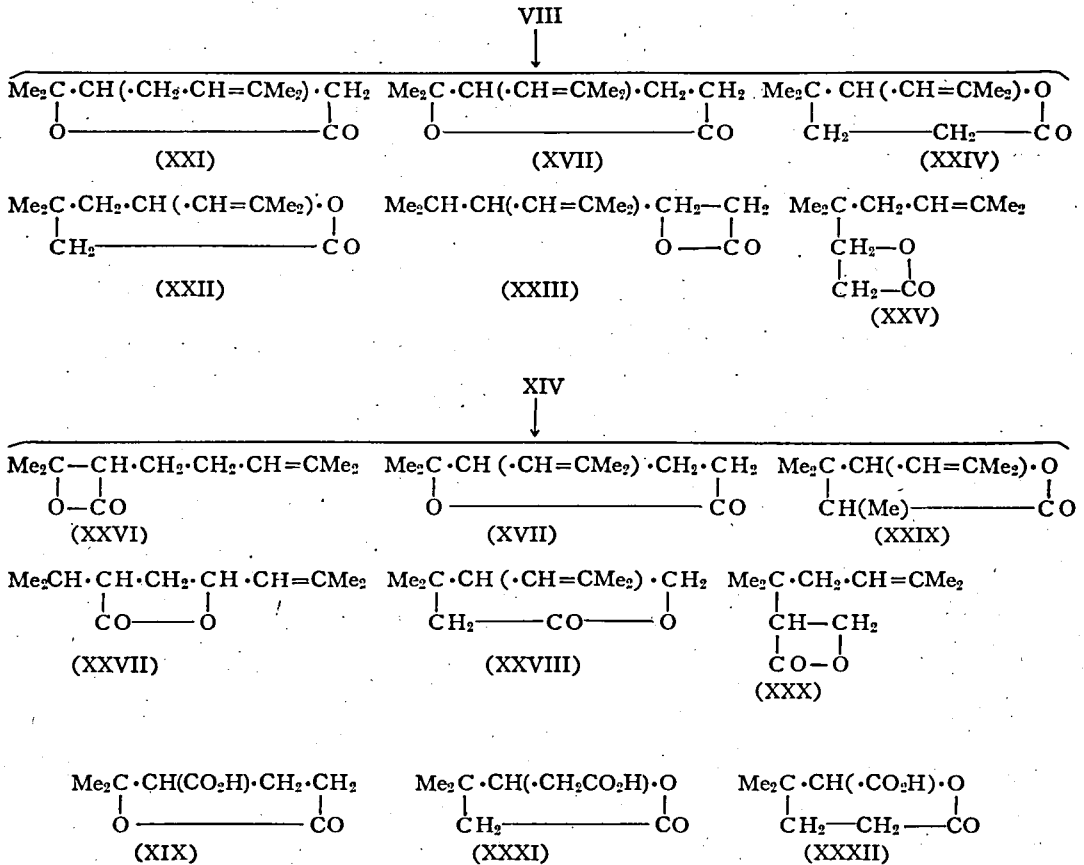 VIII
Me₂C·CH(·CH₂·CH=CMe₂)·CH₂ Me₂C·CH(·CH=CMe₂)·CH₂·CH₂ Me₂C·CH(·CH=CMe₂)·O
O CO O CO CH₂ CH₂ CO
(XXI) (XVII) (XXIV)
Me₂C·CH₂·CH(·CH=CMe₂)·O Me₂CH·CH(·CH=CMe₂)·CH₂—CH₂ Me₂C·CH₂·CH=CMe₂
CH₂ CO O—CO CH₂—O
(XXII) (XXIII) CH₂—CO
(XXV)
XIV
Me₂C—CH·CH₂·CH₂·CH=CMe₂ Me₂C·CH(·CH=CMe₂)·CH₂·CH₂ Me₂C·CH(·CH=CMe₂)·O
O—CO O CO CH(Me) CO
(XXVI) (XVII) (XXIX)
Me₂CH·CH·CH₂·CH·CH=CMe₂ Me₂C·CH(·CH=CMe₂)·CH₂ Me₂C·CH₂·CH=CMe₂
CO O CH₂ CO O CH—CH₂
(XXVII) (XXVIII) CO—O
(XXX)
Me₂C·CH(CO₂H)·CH₂·CH₂ Me₂C·CH(·CH₂CO₂H)·O Me₂C·CH(·CO₂H)·O
O CO CH₂ CO CH₂—CH₂ CO
(XIX) (XXXI) (XXXII)